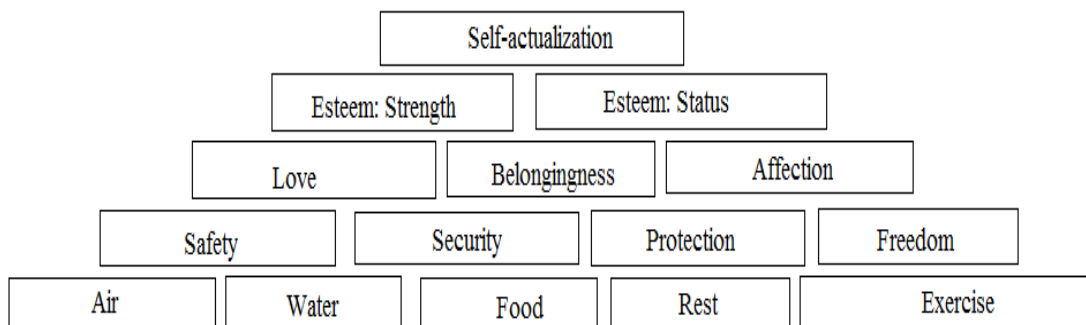 Self-actualization
Esteem: Strength Esteem: Status
Love Belongingness Affection
Safety Security Protection Freedom
Air Water Food Rest Exercise